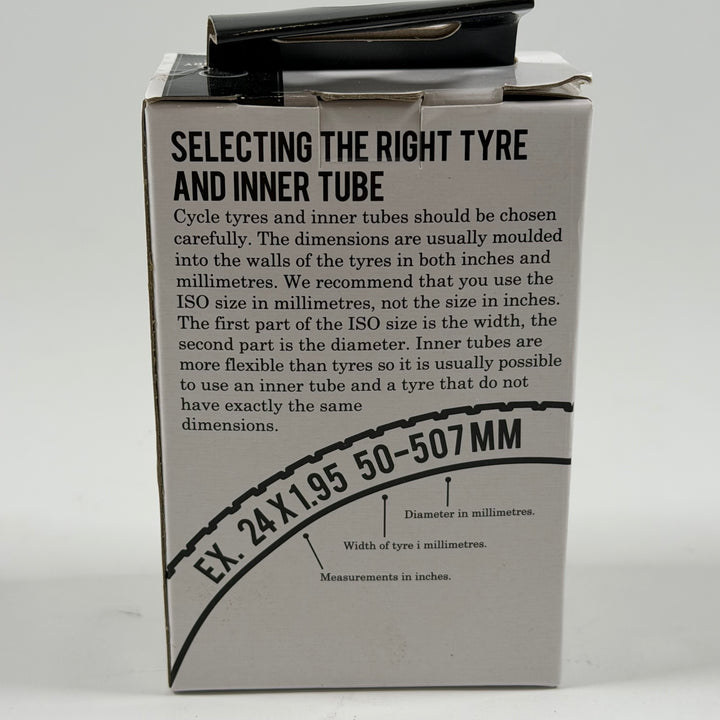 SELECTING THE RIGHT TYRE
AND INNER TUBE
Cycle tyres and inner tubes should be chosen
carefully. The dimensions are usually moulded
into the walls of the tyres in both inches and
millimetres. We recommend that you use the
ISO size in millimetres, not the size in inches.
The first part of the ISO size is the width, the
second part is the diameter. Inner tubes are
more flexible than tyres so it is usually possible
to use an inner tube and a tyre that do not
have exactly the same
dimensions.
EX. 24 X 1.95 50-507 MM
Diameter in millimetres.
Width of tyre i millimetres.
Measurements in inches.